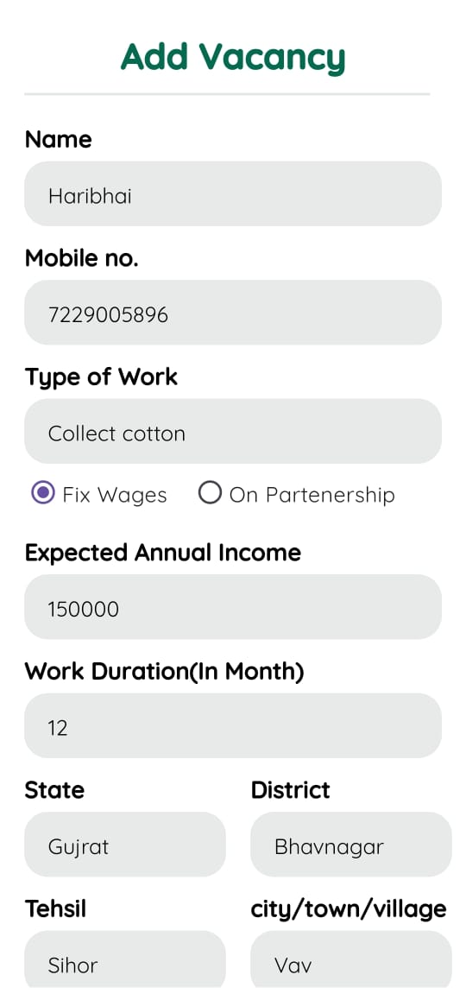 Add Vacancy
Name
Haribhai
Mobile no.
7229005896
Type of Work
Collect cotton
Fix Wages On Partenership
Expected Annual Income
150000
Work Duration(In Month)
12
State District
Gujrat Bhavnagar
Tehsil city/town/village
Sihor Vav